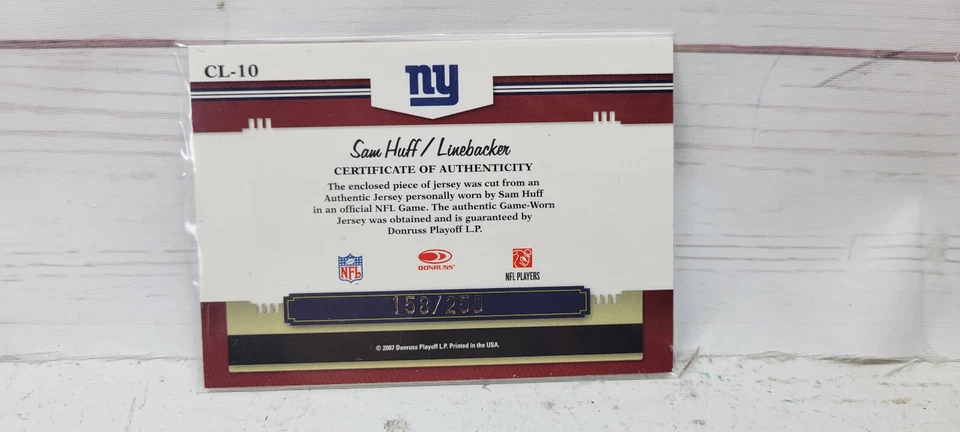 CL-10
ny
Sam Huff / Linebacker
CERTIFICATE OF AUTHENTICITY
The enclosed piece of jersey was cut from an
Authentic Jersey personally worn by Sam Huff
in an official NFL Game. The authentic Game-Worn
Jersey was obtained and is guaranteed by
Donruss Playoff L.P.
NFL
DONRUSS
NFL PLAYERS
158/250
© 2007 Donruss Playoff L.P. Printed in the USA.